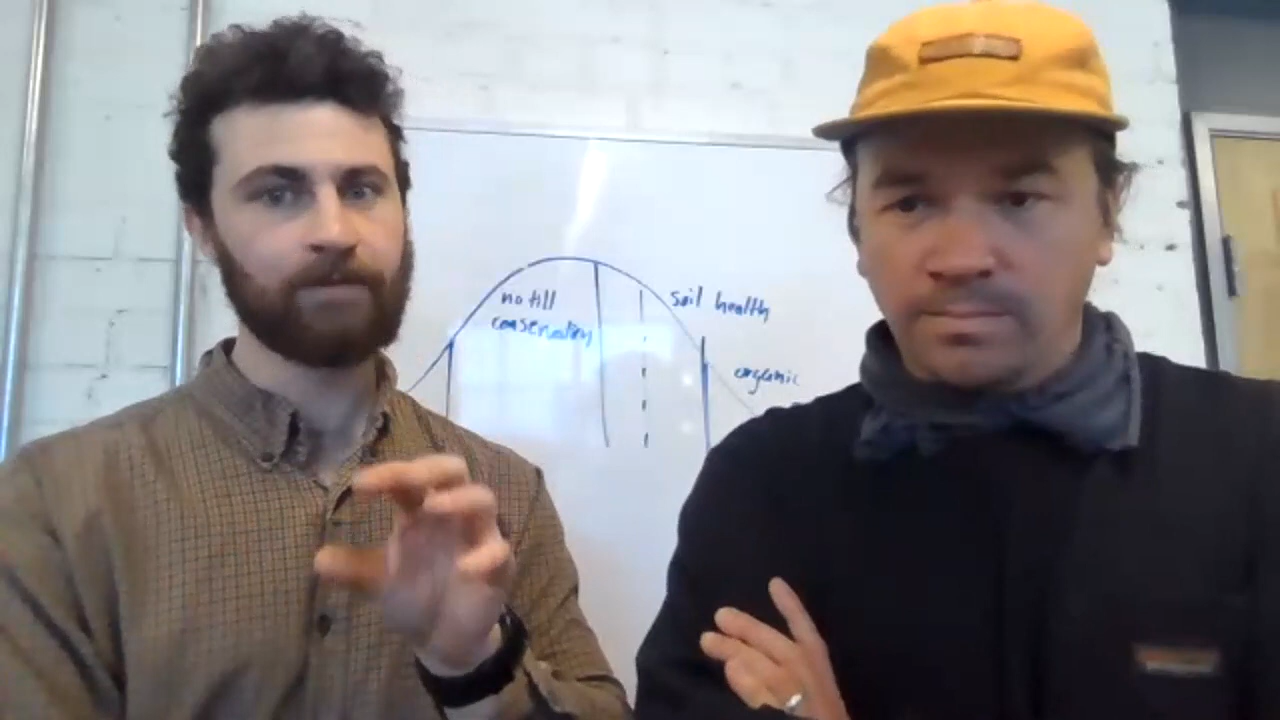 no till
conservation
soil health
organic